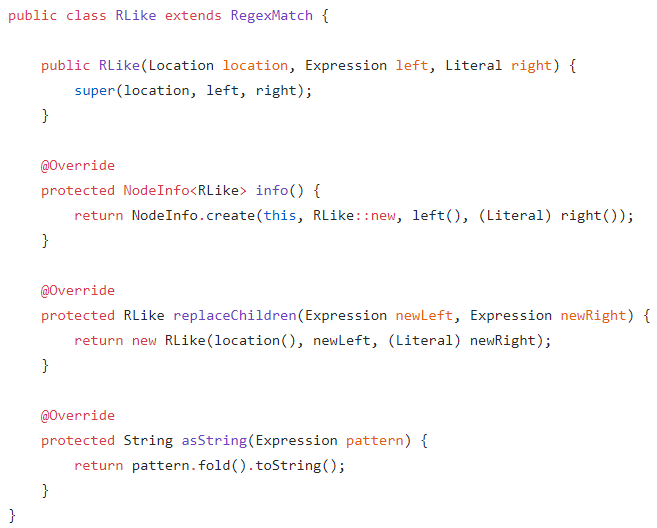 public class RLike extends RegexMatch {
public RLike(Location location, Expression left, Literal right) {
super(location, left, right);
}
@Override
protected NodeInfo<RLike> info() {
return NodeInfo.create(this, RLike::new, left(), (Literal) right());
}
@Override
protected RLike replaceChildren(Expression newLeft, Expression newRight) {
return new RLike(location(), newLeft, (Literal) newRight);
}
@Override
protected String asString(Expression pattern) {
return pattern.fold().toString();
}
}